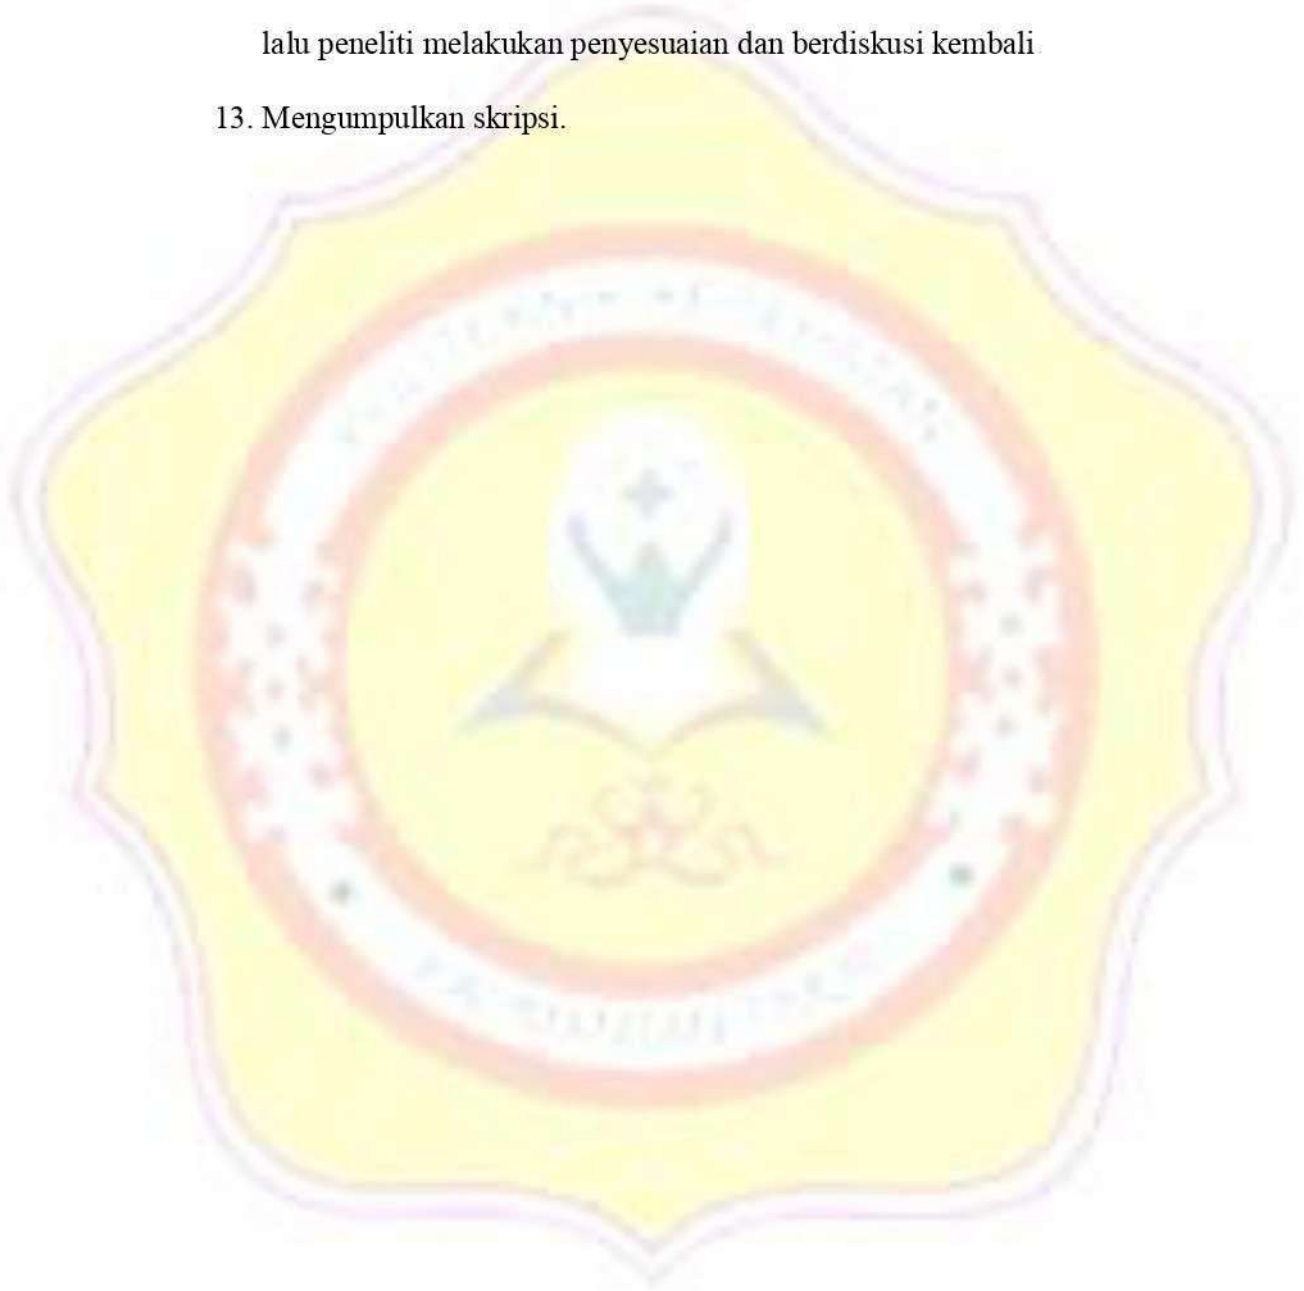 lalu peneliti melakukan penyesuaian dan berdiskusi kembali
13. Mengumpulkan skripsi.